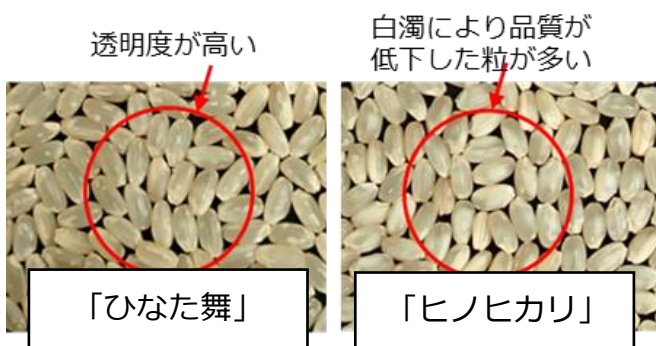 透明度が高い
白濁により品質が
低下した粒が多い
「ひなた舞」
「ヒノヒカリ」